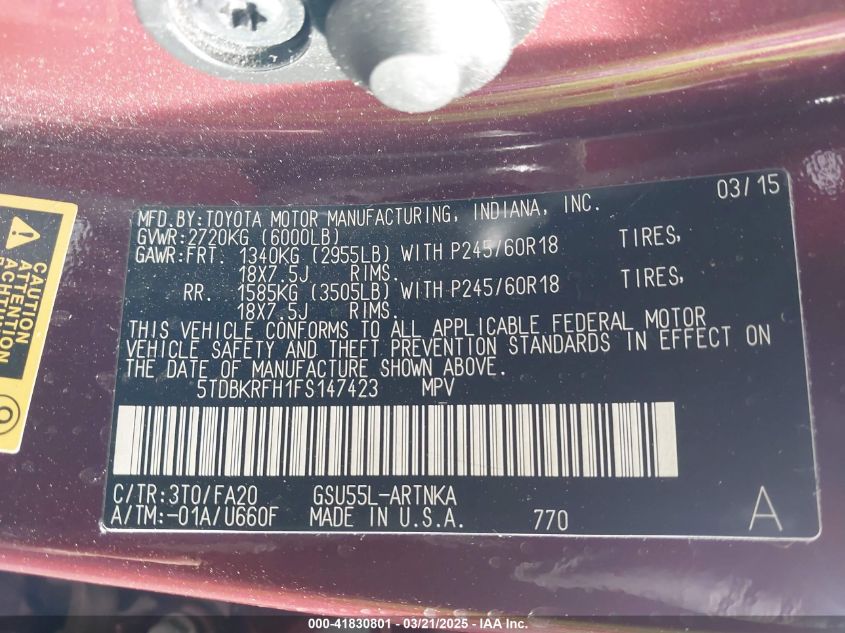 03/15
MFD.BY:TOYOTA MOTOR MANUFACTURING, INDIANA, INC.
GVWR:2720KG (6000LB)
GAWR:FRT. 1340KG (2955LB) WITH P245/60R18 TIRES,
18X7.5J RIMS.
RR. 1585KG (3505LB) WITH P245/60R18 TIRES,
18X7.5J RIMS.
THIS VEHICLE CONFORMS TO ALL APPLICABLE FEDERAL MOTOR
VEHICLE SAFETY AND THEFT PREVENTION STANDARDS IN EFFECT ON
THE DATE OF MANUFACTURE SHOWN ABOVE.
5TDBKRFH1FS147423 MPV
C/TR:3T0/FA20 GSU55L-ARTNKA
A/TM:-01A/U660F MADE IN U.S.A. 770 A
CAUTION
ATTENTION
ACHTUNG
000-41830801 - 03/21/2025 - IAA Inc.